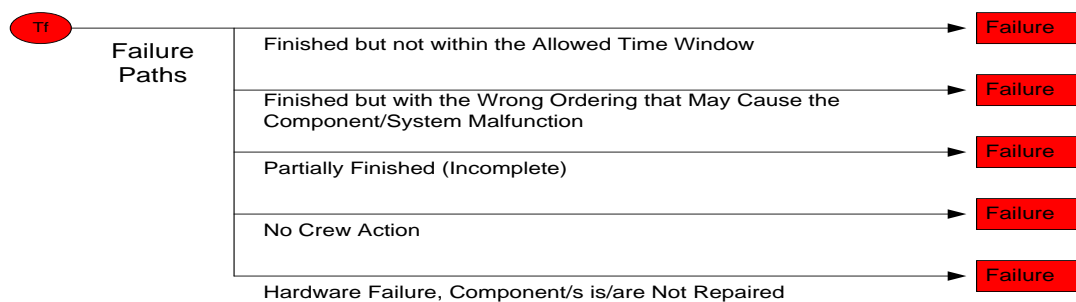 Tf
Failure
Failure
Paths
Finished but not within the Allowed Time Window
Failure
Finished but with the Wrong Ordering that May Cause the
Component/System Malfunction
Failure
Partially Finished (Incomplete)
Failure
No Crew Action
Failure
Hardware Failure, Component/s is/are Not Repaired